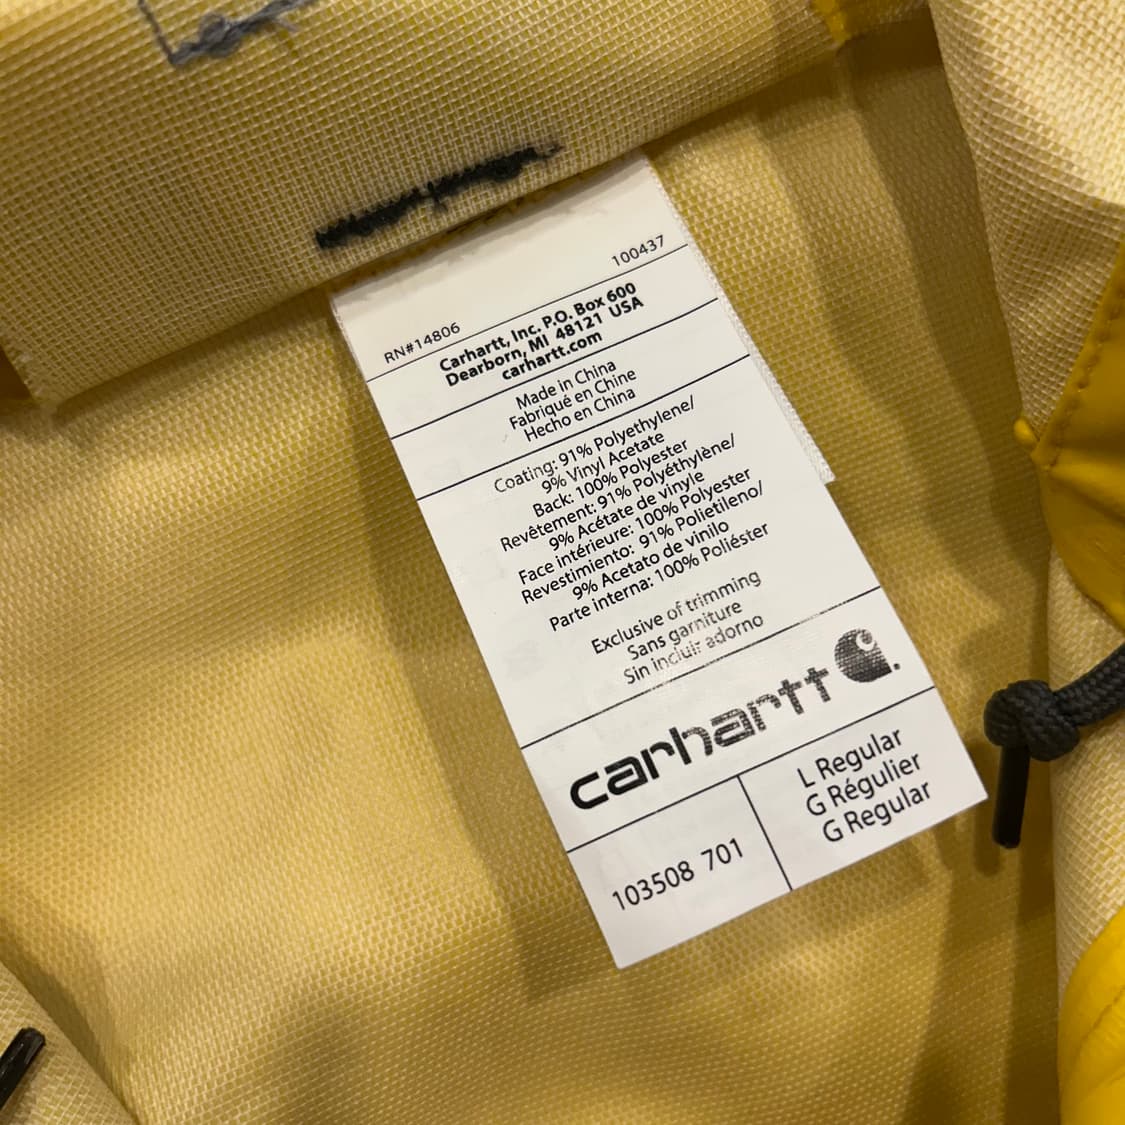 100437
RN#14806
Carhartt, Inc. P.O. Box 600
Dearborn, MI 48121 USA
carhartt.com
Made in China
Fabriqué en Chine
Hecho en China
Coating: 91% Polyethylene/
9% Vinyl Acetate
Back: 100% Polyester
Revêtement: 91% Polyéthylène/
9% Acétate de vinyle
Face intérieure: 100% Polyester
Revestimiento: 91% Polietileno/
9% Acetato de vinilo
Parte interna: 100% Poliéster
Exclusive of trimming
Sans garniture
Sin incluir adorno
carhartt
103508 701
L Regular
G Régulier
G Regular